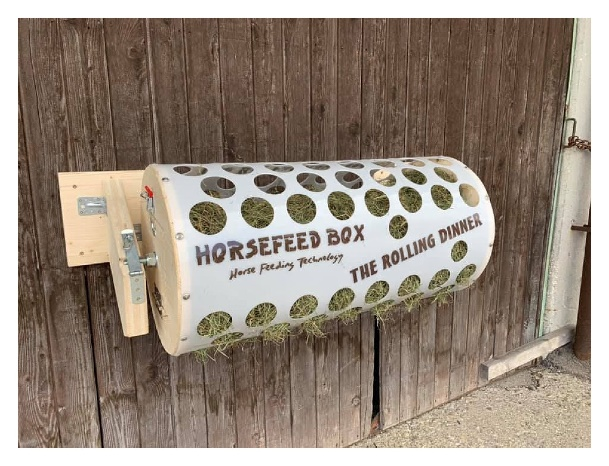 HORSEFEED BOX
Horse Feeding Technology
THE ROLLING DINNER